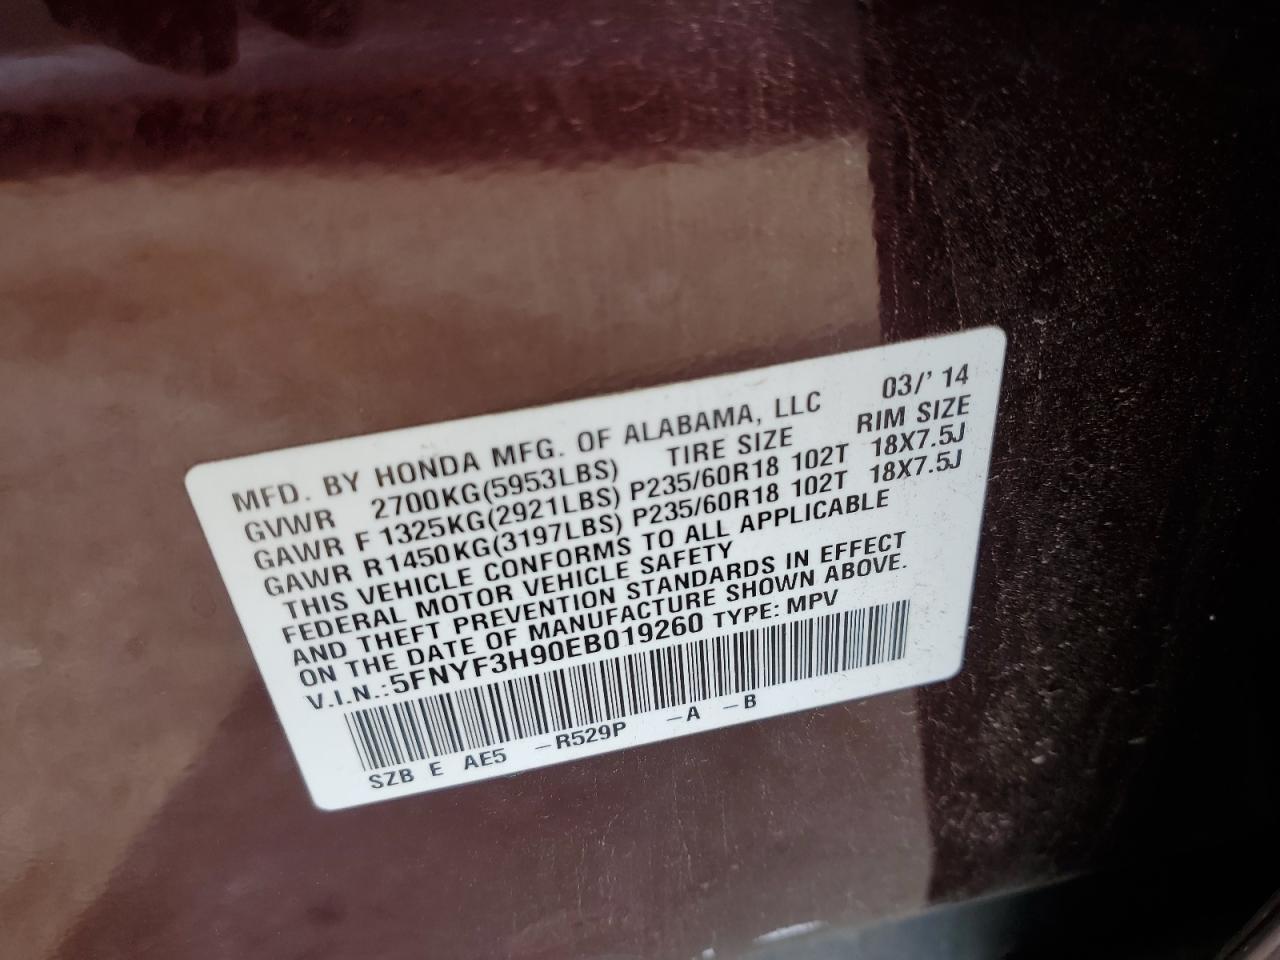 MFD. BY HONDA MFG. OF ALABAMA, LLC 03/' 14
GVWR 2700KG(5953LBS) TIRE SIZE RIM SIZE
GAWR F 1325KG(2921LBS) P235/60R18 102T 18X7.5J
GAWR R1450KG(3197LBS) P235/60R18 102T 18X7.5J
THIS VEHICLE CONFORMS TO ALL APPLICABLE
FEDERAL MOTOR VEHICLE SAFETY
AND THEFT PREVENTION STANDARDS IN EFFECT
ON THE DATE OF MANUFACTURE SHOWN ABOVE.
V.I.N.:5FNYF3H90EB019260 TYPE: MPV
SZB E AE5 -R529P -A -B